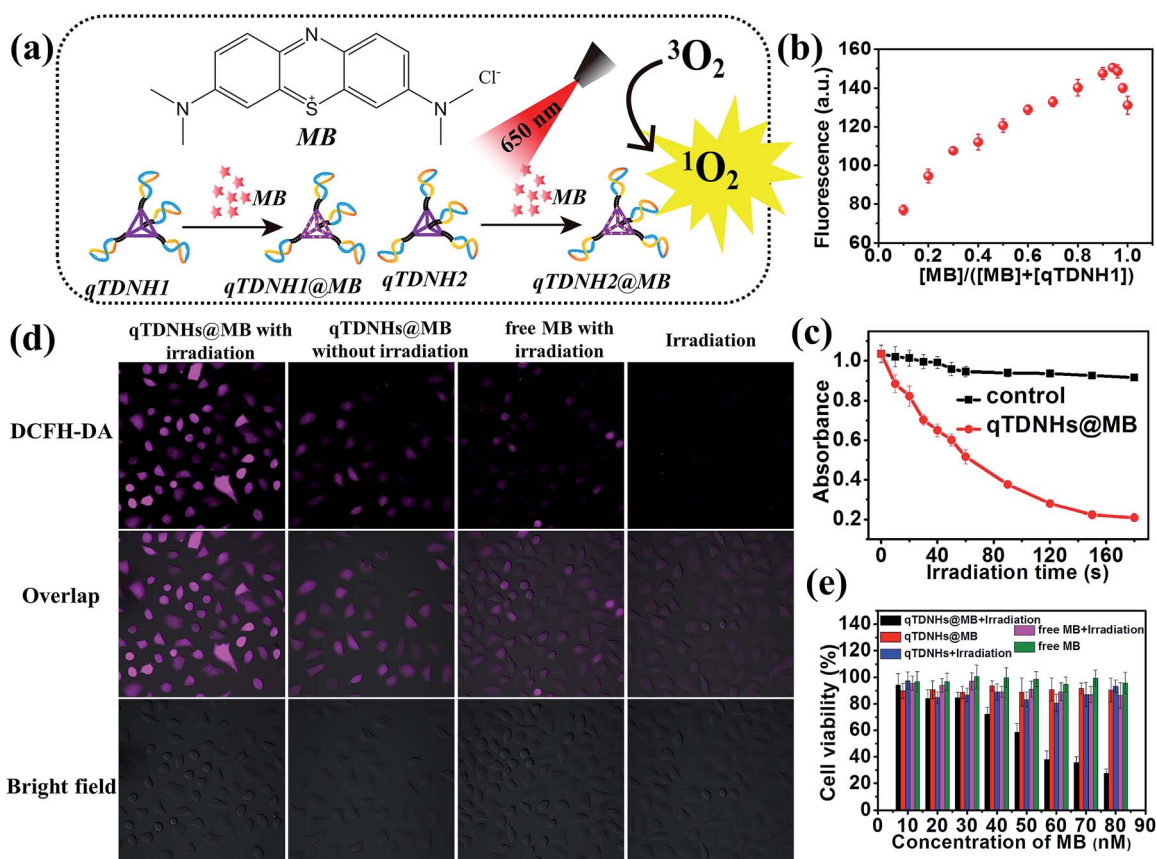 (a)
N
N
S
+
N
Cl-
MB
650 nm
3O2
1O2
MB
MB
qTDNH1
qTDNH1@MB
qTDNH2
qTDNH2@MB
(b)
Fluorescence (a.u.)
160
140
120
100
80
60
0.0 0.2 0.4 0.6 0.8 1.0
[MB]/([MB]+[qTDNH1])
(c)
Absorbance
1.0
0.8
0.6
0.4
0.2
control
qTDNHs@MB
0 40 80 120 160
Irradiation time (s)
(d)
qTDNHs@MB with
irradiation
qTDNHs@MB
without irradiation
free MB with
irradiation
Irradiation
DCFH-DA
Overlap
Bright field
(e)
Cell viability (%)
140
120
100
80
60
40
20
0
qTDNHs@MB+Irradiation
qTDNHs@MB
qTDNHs+Irradiation
free MB+Irradiation
free MB
0 10 20 30 40 50 60 70 80 90
Concentration of MB (nM)